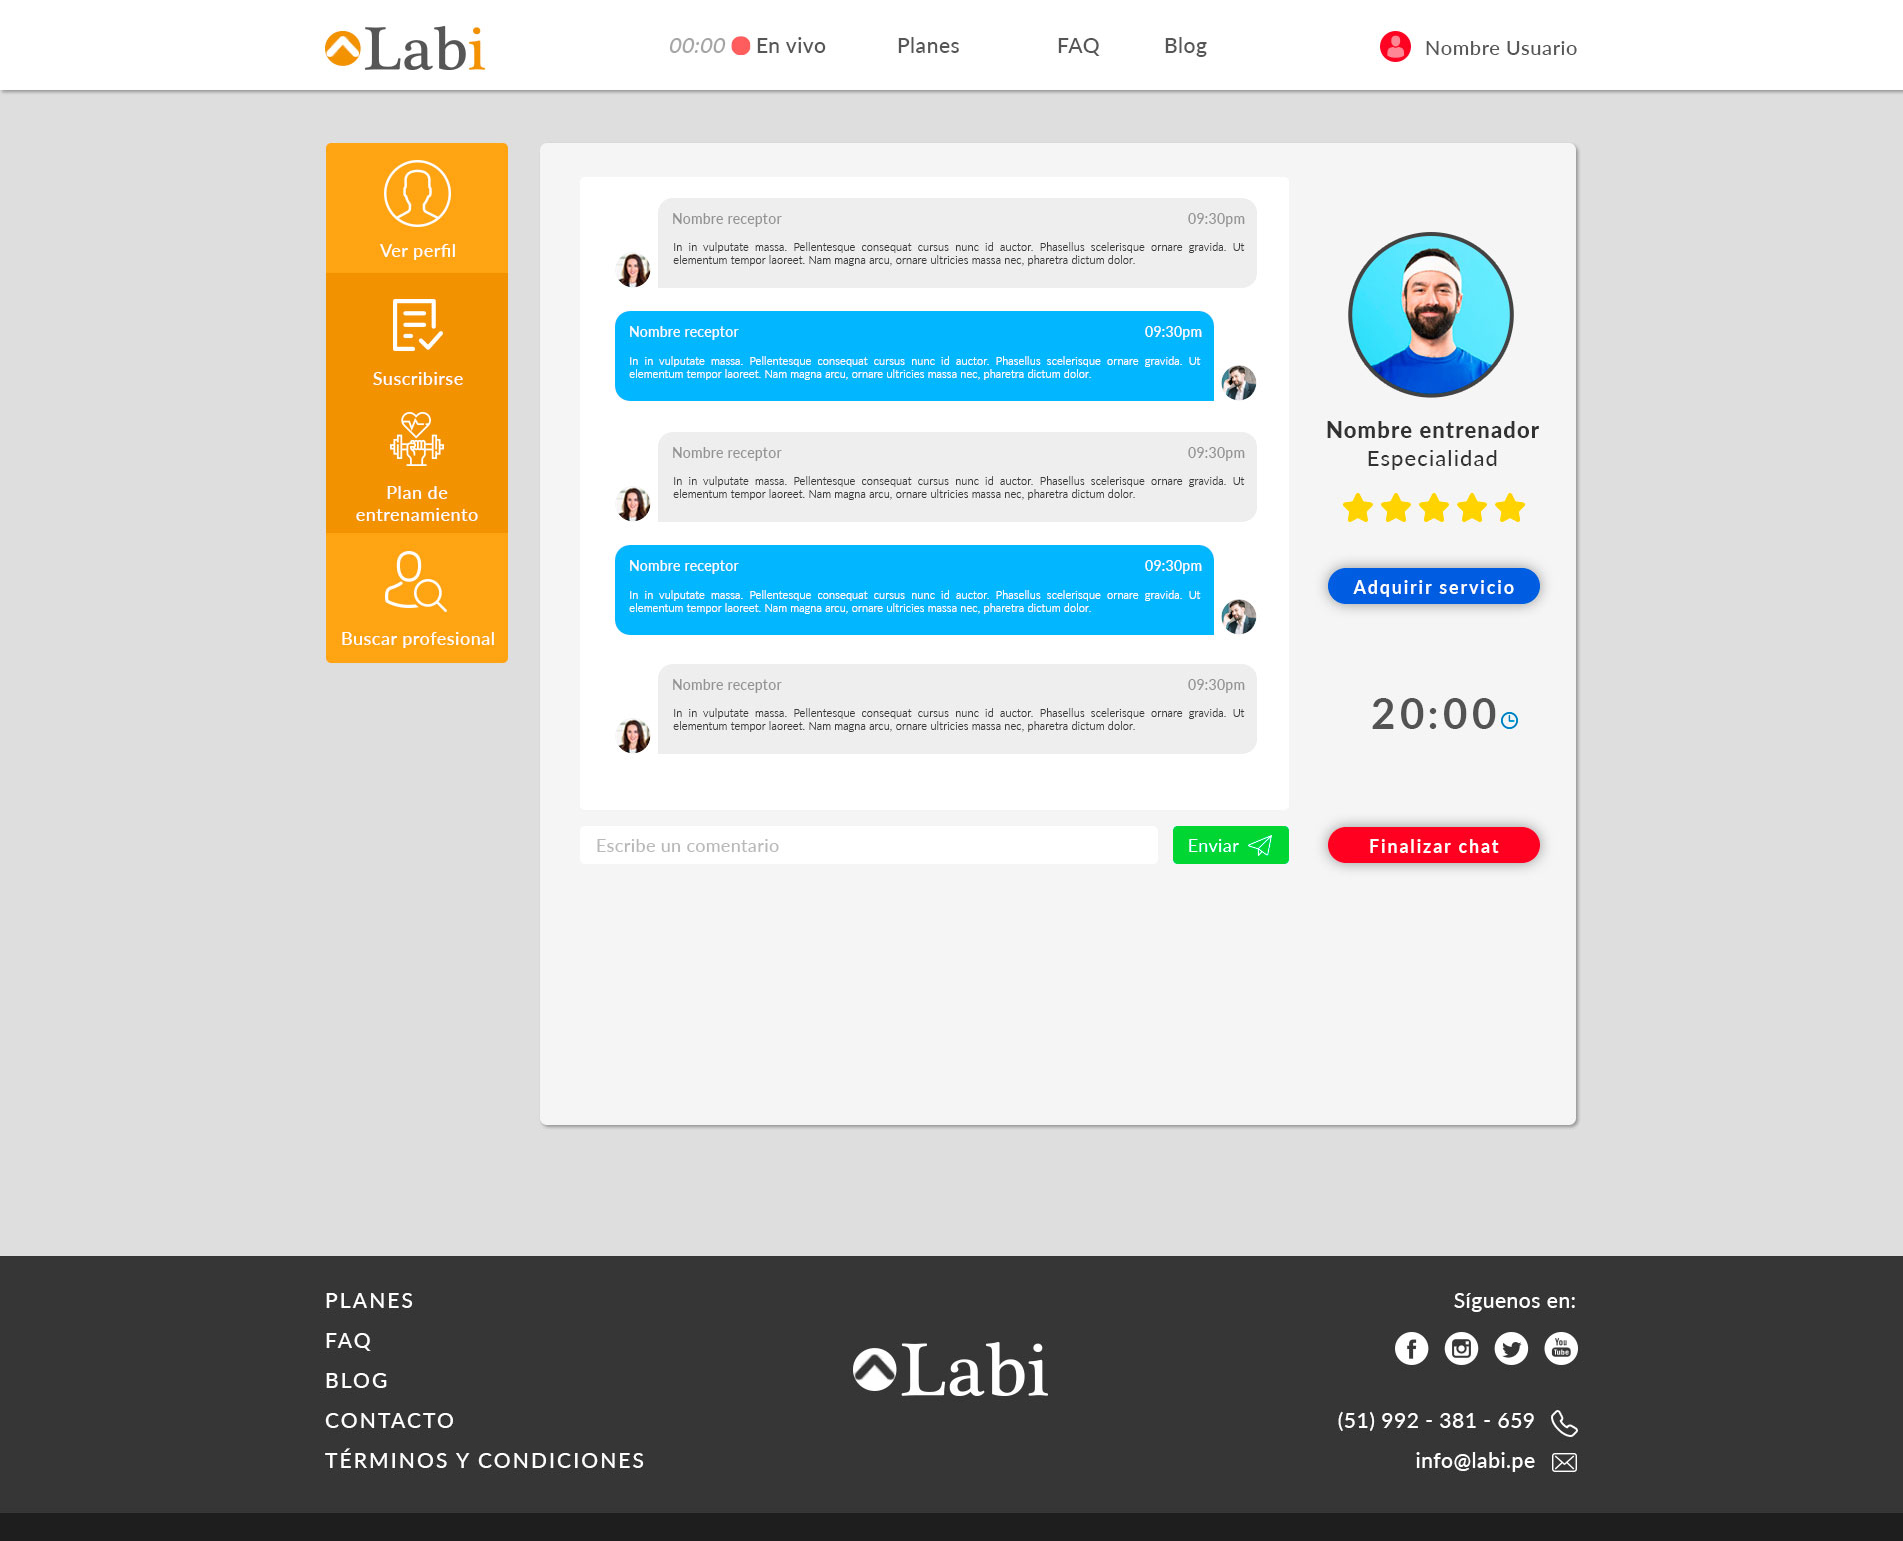 Labi
00:00 En vivo
Planes
FAQ
Blog
Nombre Usuario
Ver perfil
Suscribirse
Plan de
entrenamiento
Buscar profesional
Nombre receptor 09:30pm
In in vulputate massa. Pellentesque consequat cursus nunc id auctor. Phasellus scelerisque ornare gravida. Ut
elementum tempor laoreet. Nam magna arcu, ornare ultricies massa nec, pharetra dictum dolor.
Nombre receptor 09:30pm
In in vulputate massa. Pellentesque consequat cursus nunc id auctor. Phasellus scelerisque ornare gravida. Ut
elementum tempor laoreet. Nam magna arcu, ornare ultricies massa nec, pharetra dictum dolor.
Nombre receptor 09:30pm
In in vulputate massa. Pellentesque consequat cursus nunc id auctor. Phasellus scelerisque ornare gravida. Ut
elementum tempor laoreet. Nam magna arcu, ornare ultricies massa nec, pharetra dictum dolor.
Nombre receptor 09:30pm
In in vulputate massa. Pellentesque consequat cursus nunc id auctor. Phasellus scelerisque ornare gravida. Ut
elementum tempor laoreet. Nam magna arcu, ornare ultricies massa nec, pharetra dictum dolor.
Nombre receptor 09:30pm
In in vulputate massa. Pellentesque consequat cursus nunc id auctor. Phasellus scelerisque ornare gravida. Ut
elementum tempor laoreet. Nam magna arcu, ornare ultricies massa nec, pharetra dictum dolor.
Escribe un comentario
Enviar
Nombre entrenador
Especialidad
Adquirir servicio
20:00
Finalizar chat
PLANES
FAQ
BLOG
CONTACTO
TÉRMINOS Y CONDICIONES
Labi
Síguenos en:
You
Tube
(51) 992 - 381 - 659
info@labi.pe